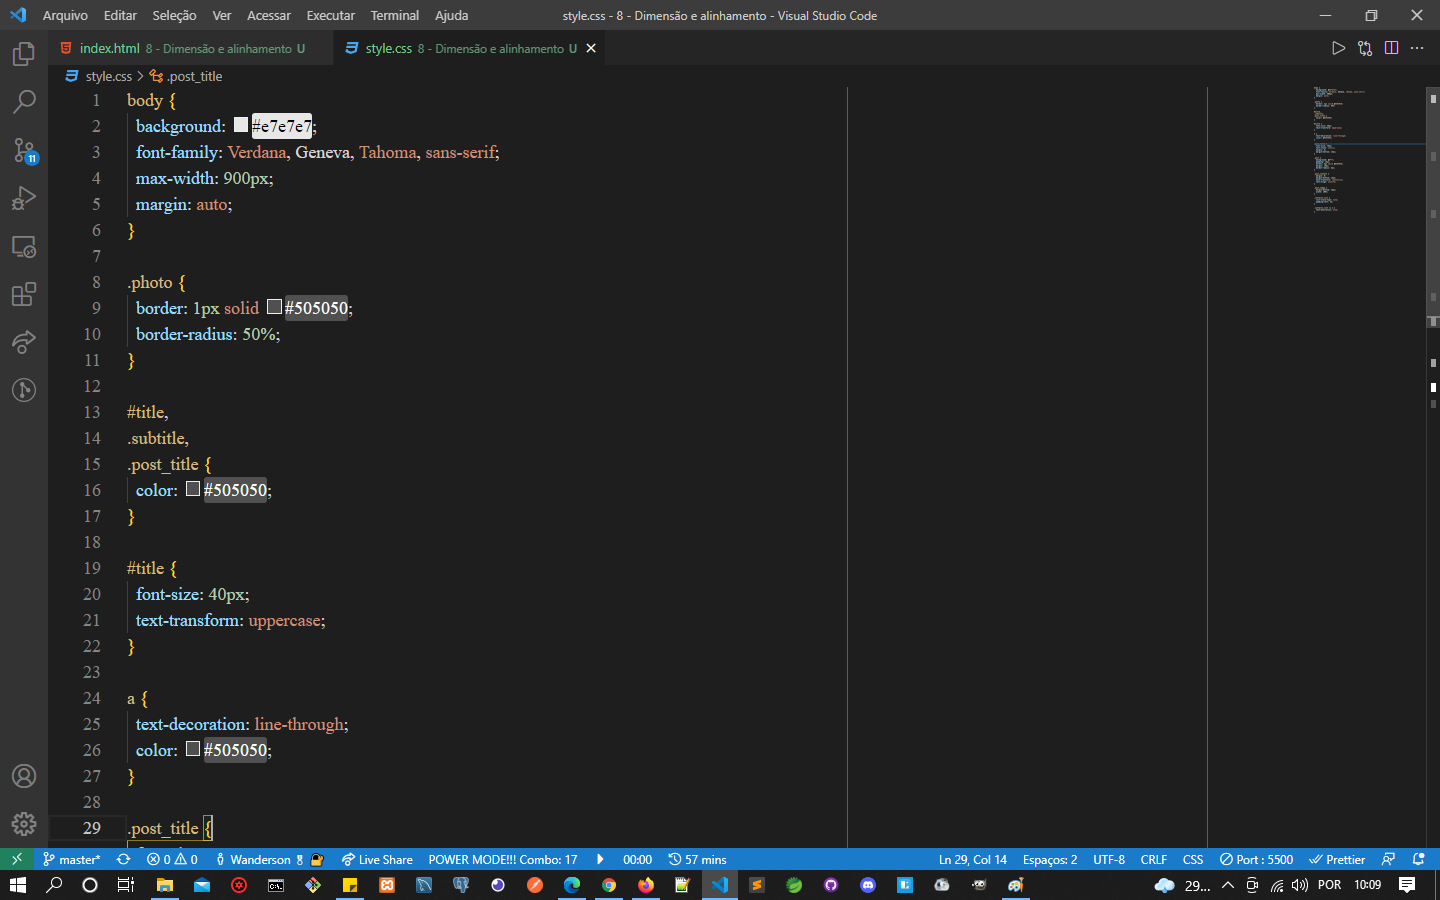 Arquivo Editar Seleção Ver Acessar Executar Terminal Ajuda style.css - 8 - Dimensão e alinhamento - Visual Studio Code
index.html 8 - Dimensão e alinhamento U style.css 8 - Dimensão e alinhamento U
style.css > .post_title
1 body {
2 background: #e7e7e7;
3 font-family: Verdana, Geneva, Tahoma, sans-serif;
4 max-width: 900px;
5 margin: auto;
6 }
7
8 .photo {
9 border: 1px solid #505050;
10 border-radius: 50%;
11 }
12
13 #title,
14 .subtitle,
15 .post_title {
16 color: #505050;
17 }
18
19 #title {
20 font-size: 40px;
21 text-transform: uppercase;
22 }
23
24 a {
25 text-decoration: line-through;
26 color: #505050;
27 }
28
29 .post_title {
11
master* 0 0 Wanderson 8 Live Share POWER MODE!!! Combo: 17 00:00 57 mins Ln 29, Col 14 Espaços: 2 UTF-8 CRLF CSS Port : 5500 Prettier
29... POR 10:09